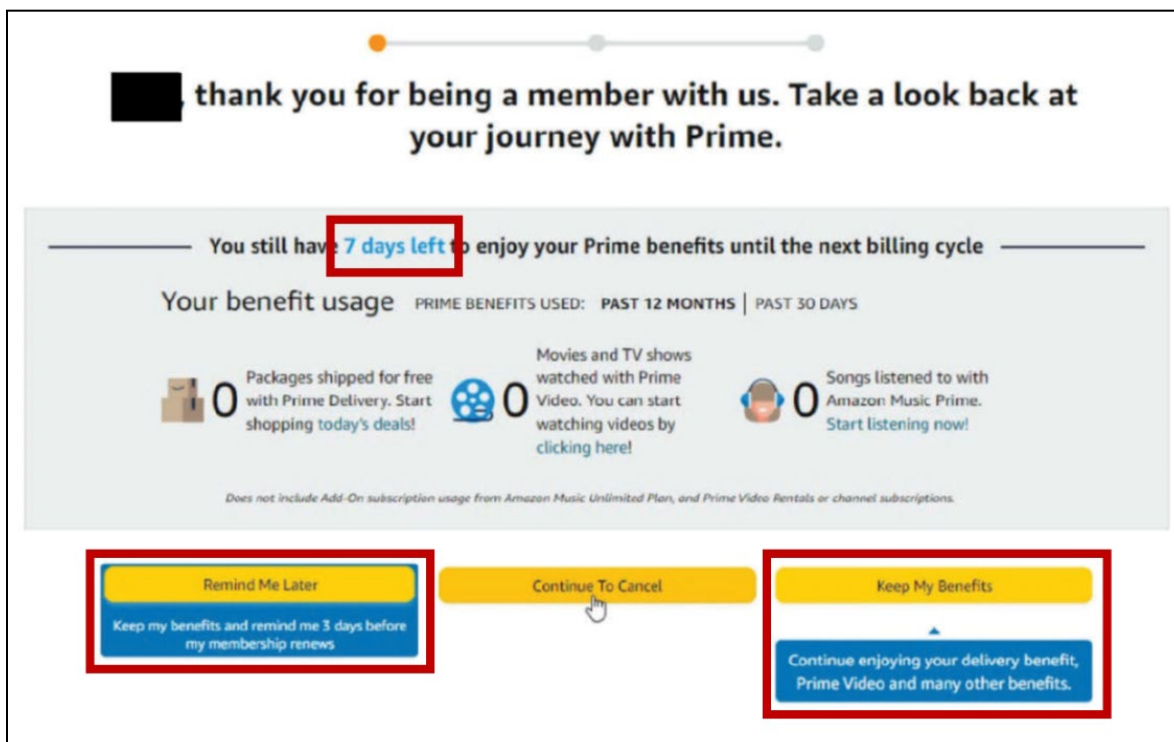 , thank you for being a member with us. Take a look back at
your journey with Prime.
You still have 7 days left to enjoy your Prime benefits until the next billing cycle
Your benefit usage PRIME BENEFITS USED: PAST 12 MONTHS | PAST 30 DAYS
0 Packages shipped for free
with Prime Delivery. Start
shopping today's deals!
0 Movies and TV shows
watched with Prime
Video. You can start
watching videos by
clicking here!
0 Songs listened to with
Amazon Music Prime.
Start listening now!
Does not include Add-On subscription usage from Amazon Music Unlimited Plan, and Prime Video Rentals or channel subscriptions.
Remind Me Later
Keep my benefits and remind me 3 days before
my membership renews
Continue To Cancel
Keep My Benefits
Continue enjoying your delivery benefit,
Prime Video and many other benefits.